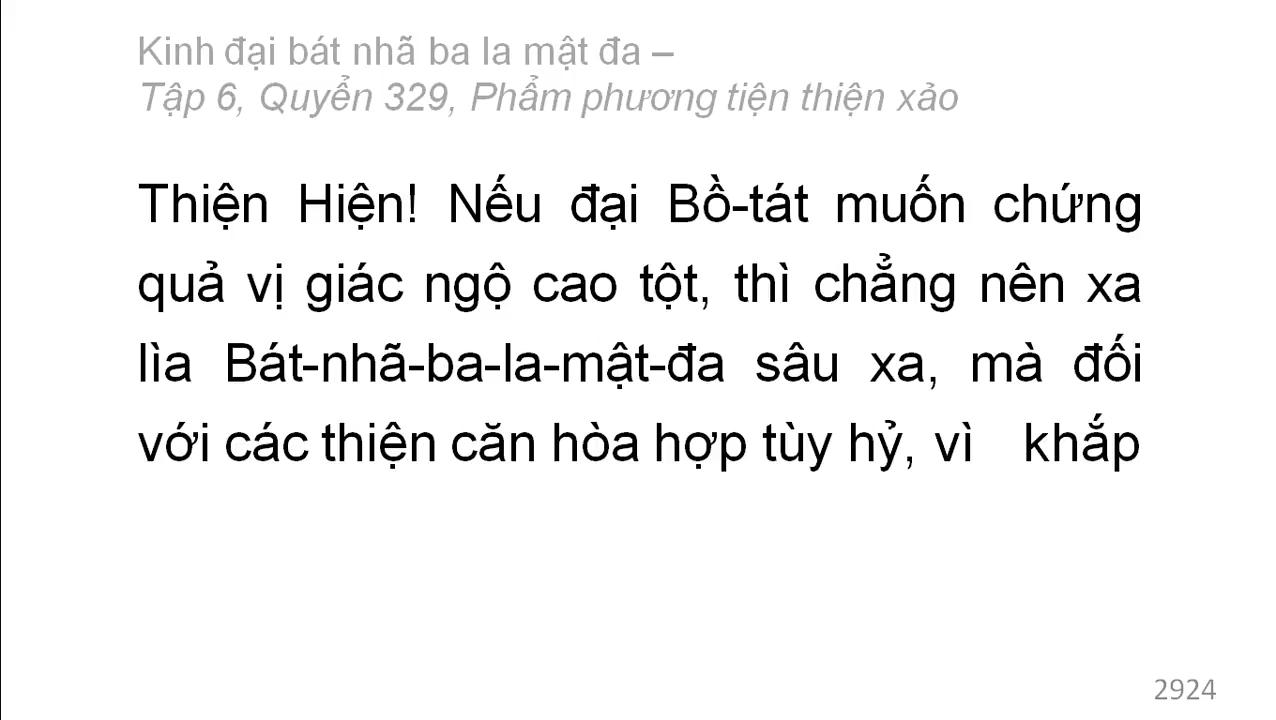 Kinh đại bát nhã ba la mật đa –
Tập 6, Quyển 329, Phẩm phương tiện thiện xảo
Thiện Hiện! Nếu đại Bồ-tát muốn chứng
quả vị giác ngộ cao tột, thì chẳng nên xa
lìa Bát-nhã-ba-la-mật-đa sâu xa, mà đối
với các thiện căn hòa hợp tùy hỷ, vì khắp
2924